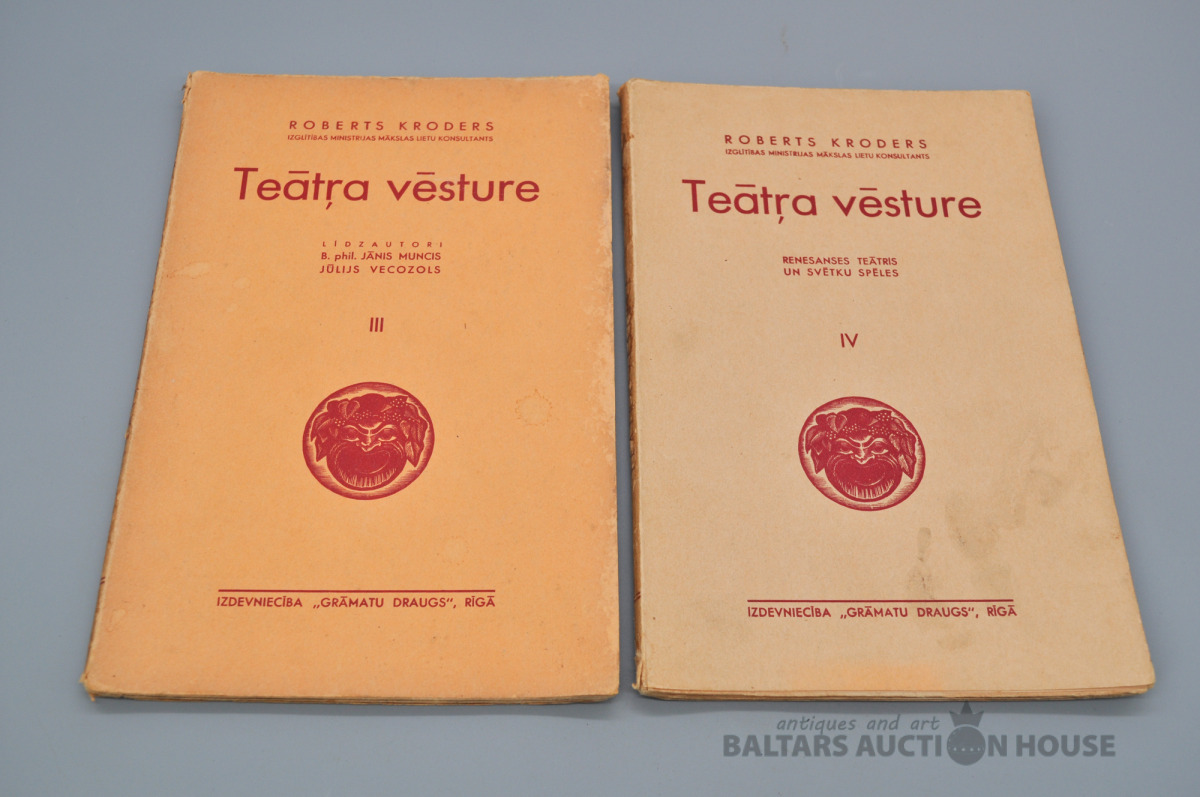 ROBERTS KRODERS
IZGLĪTĪBAS MINISTRIJAS MĀKSLAS LIETU KONSULTANTS
Teātŗa vēsture
LĪDZAUTORI
B. phil. JĀNIS MUNCIS
JŪLIJS VECOZOLS
III
IZDEVNIECĪBA „GRĀMATU DRAUGS", RĪGĀ
ROBERTS KRODERS
IZGLĪTĪBAS MINISTRIJAS MĀKSLAS LIETU KONSULTANTS
Teātŗa vēsture
RENESANSES TEĀTRIS
UN SVĒTKU SPĒLES
IV
IZDEVNIECĪBA „GRĀMATU DRAUGS", RĪGĀ
antiques and art
BALTARS AUCTION HOUSE